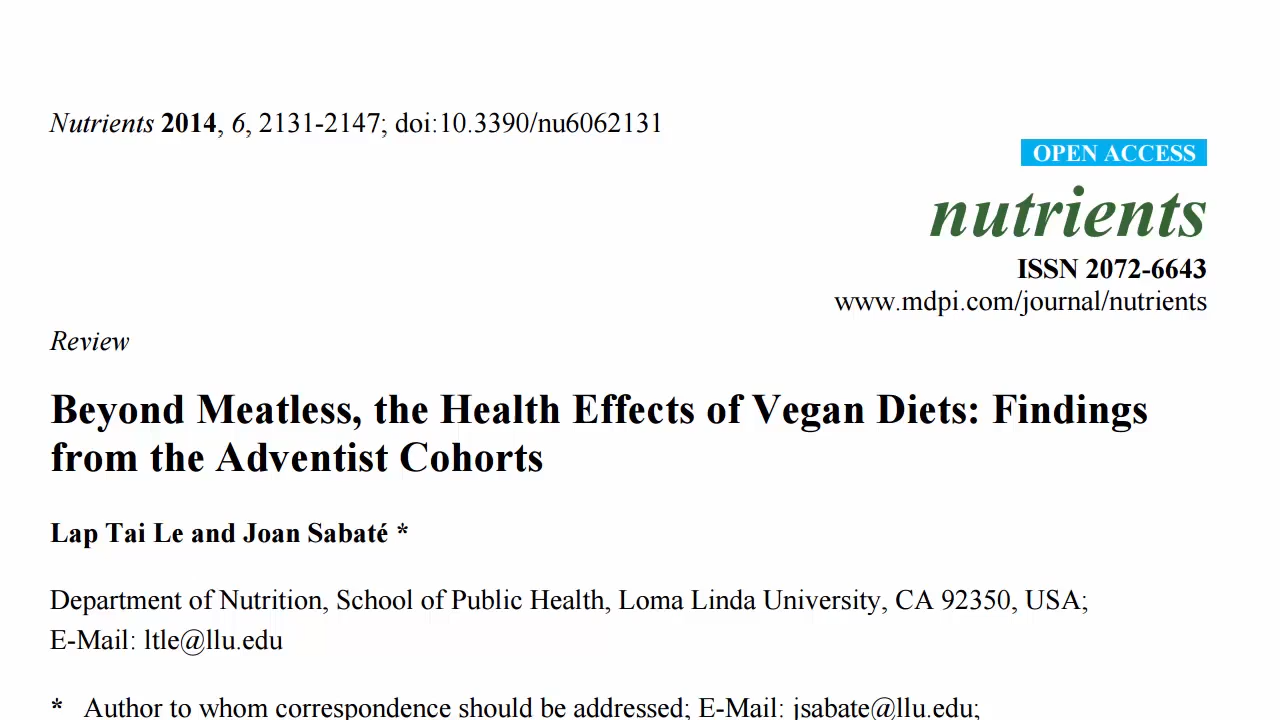 Nutrients 2014, 6, 2131-2147; doi:10.3390/nu6062131
OPEN ACCESS
nutrients
ISSN 2072-6643
www.mdpi.com/journal/nutrients
Review
Beyond Meatless, the Health Effects of Vegan Diets: Findings
from the Adventist Cohorts
Lap Tai Le and Joan Sabaté *
Department of Nutrition, School of Public Health, Loma Linda University, CA 92350, USA;
E-Mail: ltle@llu.edu
* Author to whom correspondence should be addressed; E-Mail: jsabate@llu.edu;